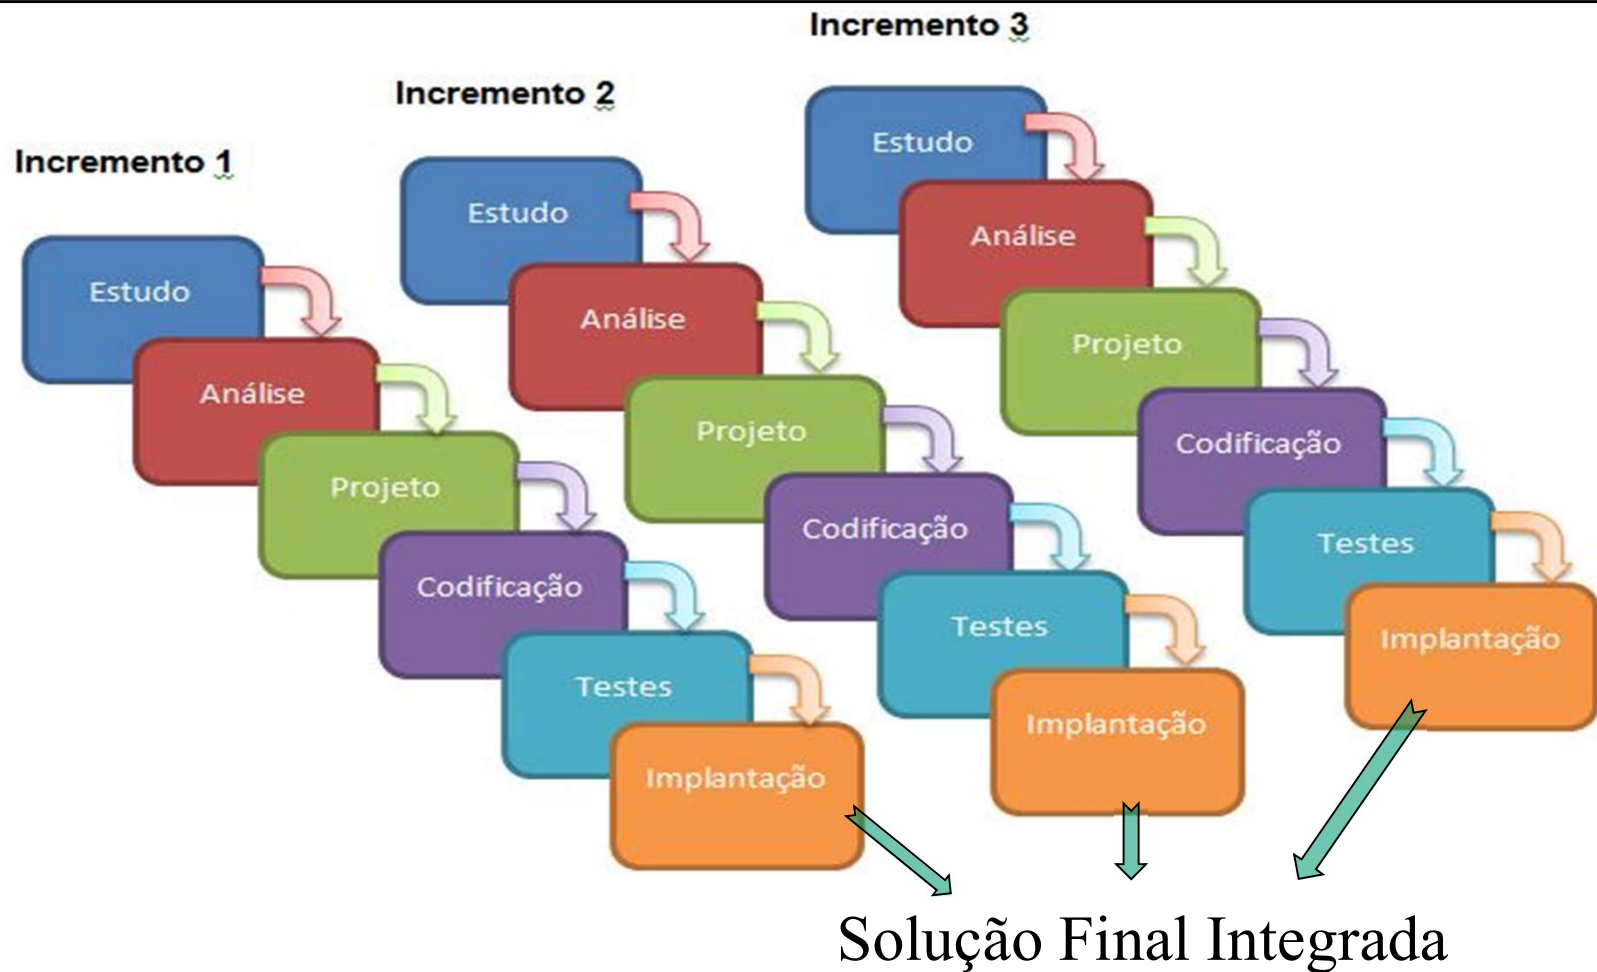 Incremento 1
Estudo
Análise
Projeto
Codificação
Testes
Implantação
Incremento 2
Estudo
Análise
Projeto
Codificação
Testes
Implantação
Incremento 3
Estudo
Análise
Projeto
Codificação
Testes
Implantação
Solução Final Integrada